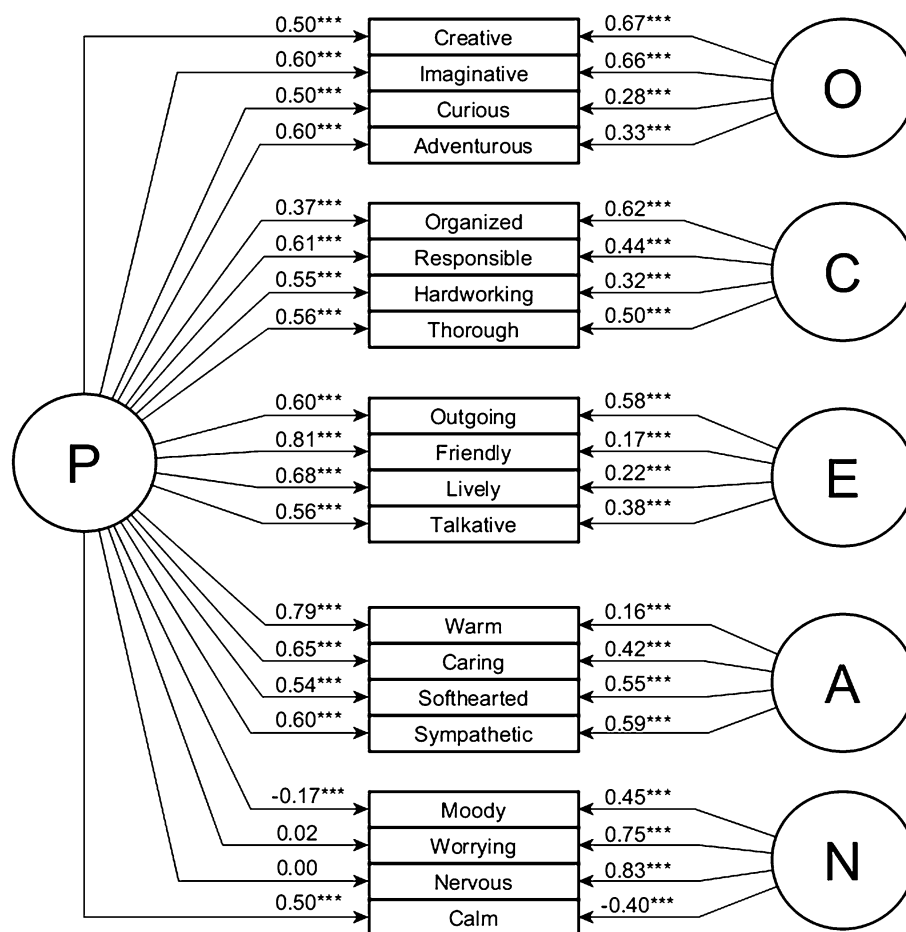 0.50*** Creative 0.67***
0.60*** Imaginative 0.66***
0.50*** Curious 0.28***
0.60*** Adventurous 0.33***
O
0.37*** Organized 0.62***
0.61*** Responsible 0.44***
0.55*** Hardworking 0.32***
0.56*** Thorough 0.50***
C
P
0.60*** Outgoing 0.58***
0.81*** Friendly 0.17***
0.68*** Lively 0.22***
0.56*** Talkative 0.38***
E
0.79*** Warm 0.16***
0.65*** Caring 0.42***
0.54*** Softhearted 0.55***
0.60*** Sympathetic 0.59***
A
-0.17*** Moody 0.45***
0.02 Worrying 0.75***
0.00 Nervous 0.83***
0.50*** Calm -0.40***
N